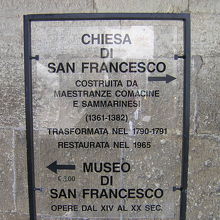 CHIESA
DI
SAN FRANCESCO
COSTRUITA DA
MAESTRANZE COMACINE
E SAMMARINESI
(1361-1382)
TRASFORMATA NEL 1790-1791
RESTAURATA NEL 1965
MUSEO
DI
SAN FRANCESCO
OPERE DAL XIV AL XX SEC.